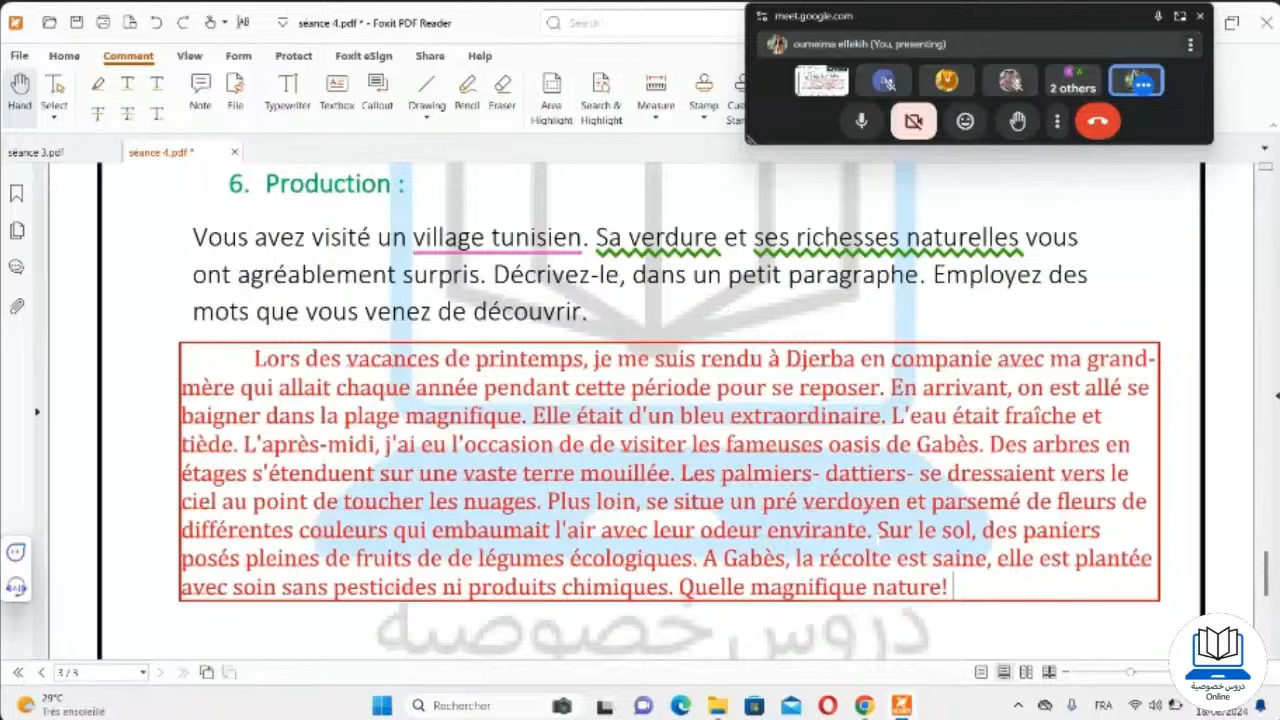 séance 4.pdf * - Foxit PDF Reader
Search
meet.google.com
oumeima ellekih (You, presenting)
2 others
File Home Comment View Form Protect Foxit eSign Share Help
Hand Select Note File Typewriter Textbox Callout Drawing Pencil Eraser Area Highlight Search & Highlight Measure Stamp
séance 3.pdf
séance 4.pdf *
6. Production :
Vous avez visité un village tunisien. Sa verdure et ses richesses naturelles vous
ont agréablement surpris. Décrivez-le, dans un petit paragraphe. Employez des
mots que vous venez de découvrir.
Lors des vacances de printemps, je me suis rendu à Djerba en companie avec ma grand-
mère qui allait chaque année pendant cette période pour se reposer. En arrivant, on est allé se
baigner dans la plage magnifique. Elle était d'un bleu extraordinaire. L'eau était fraîche et
tiède. L'après-midi, j'ai eu l'occasion de de visiter les fameuses oasis de Gabès. Des arbres en
étages s'étenduent sur une vaste terre mouillée. Les palmiers- dattiers- se dressaient vers le
ciel au point de toucher les nuages. Plus loin, se situe un pré verdoyen et parsemé de fleurs de
différentes couleurs qui embaumait l'air avec leur odeur envirante. Sur le sol, des paniers
posés pleines de fruits de de légumes écologiques. A Gabès, la récolte est saine, elle est plantée
avec soin sans pesticides ni produits chimiques. Quelle magnifique nature!
دروس خصوصية
دروس خصوصية
Online
3 / 3
29°C
Très ensoleillé
Rechercher
FRA